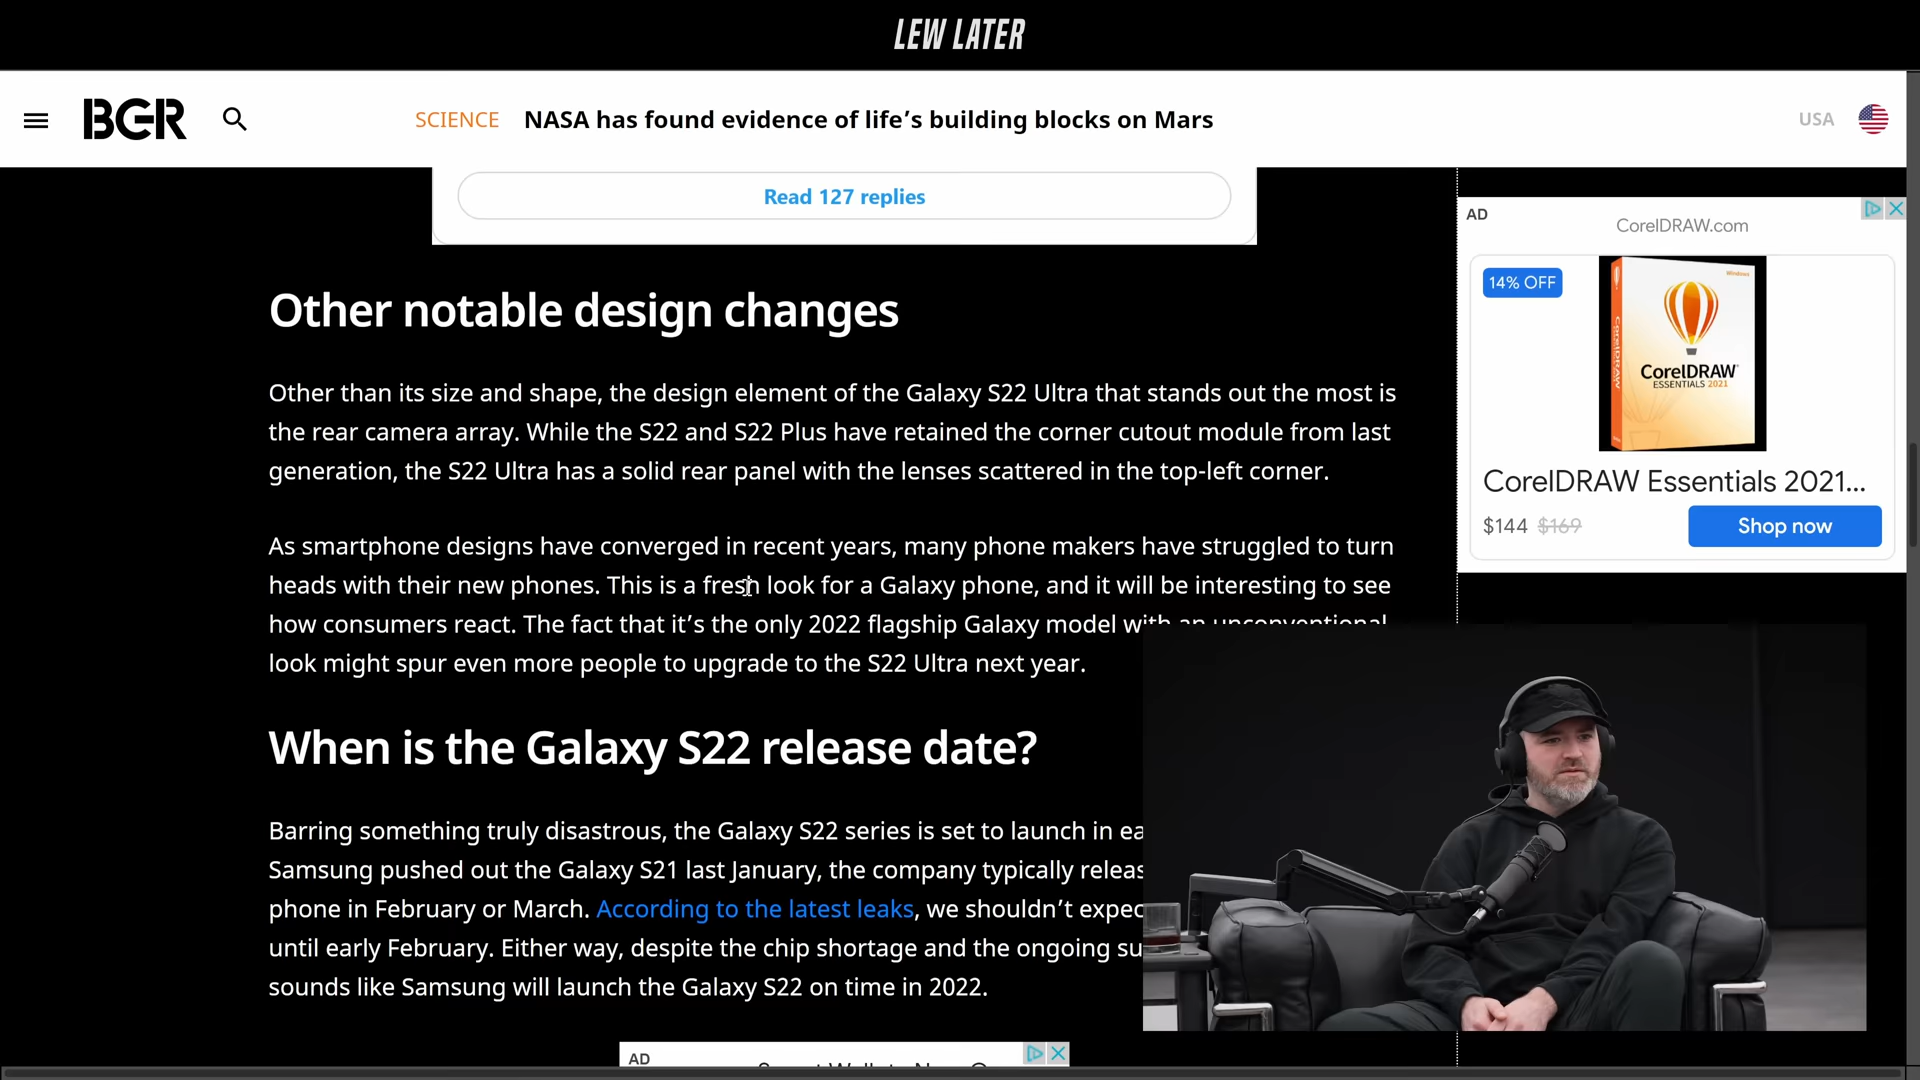 LEW LATER
BGR
SCIENCE NASA has found evidence of life’s building blocks on Mars
USA
Read 127 replies
AD
CorelDRAW.com
14% OFF
Windows
CorelDRAW
CorelDRAW
ESSENTIALS 2021
CorelDRAW Essentials 2021...
$144 $169
Shop now
Other notable design changes
Other than its size and shape, the design element of the Galaxy S22 Ultra that stands out the most is
the rear camera array. While the S22 and S22 Plus have retained the corner cutout module from last
generation, the S22 Ultra has a solid rear panel with the lenses scattered in the top-left corner.
As smartphone designs have converged in recent years, many phone makers have struggled to turn
heads with their new phones. This is a fresh look for a Galaxy phone, and it will be interesting to see
how consumers react. The fact that it’s the only 2022 flagship Galaxy model with an unconventional
look might spur even more people to upgrade to the S22 Ultra next year.
When is the Galaxy S22 release date?
Barring something truly disastrous, the Galaxy S22 series is set to launch in ea
Samsung pushed out the Galaxy S21 last January, the company typically releas
phone in February or March. According to the latest leaks, we shouldn’t expec
until early February. Either way, despite the chip shortage and the ongoing su
sounds like Samsung will launch the Galaxy S22 on time in 2022.
AD